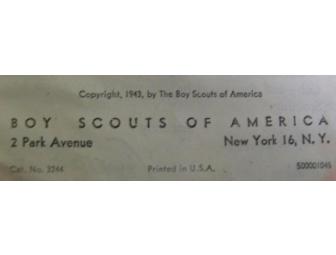 Copyright, 1943, by The Boy Scouts of America
BOY SCOUTS OF AMERICA
2 Park Avenue New York 16, N. Y.
Cat. No. 3244 Printed in U.S.A. 500001045